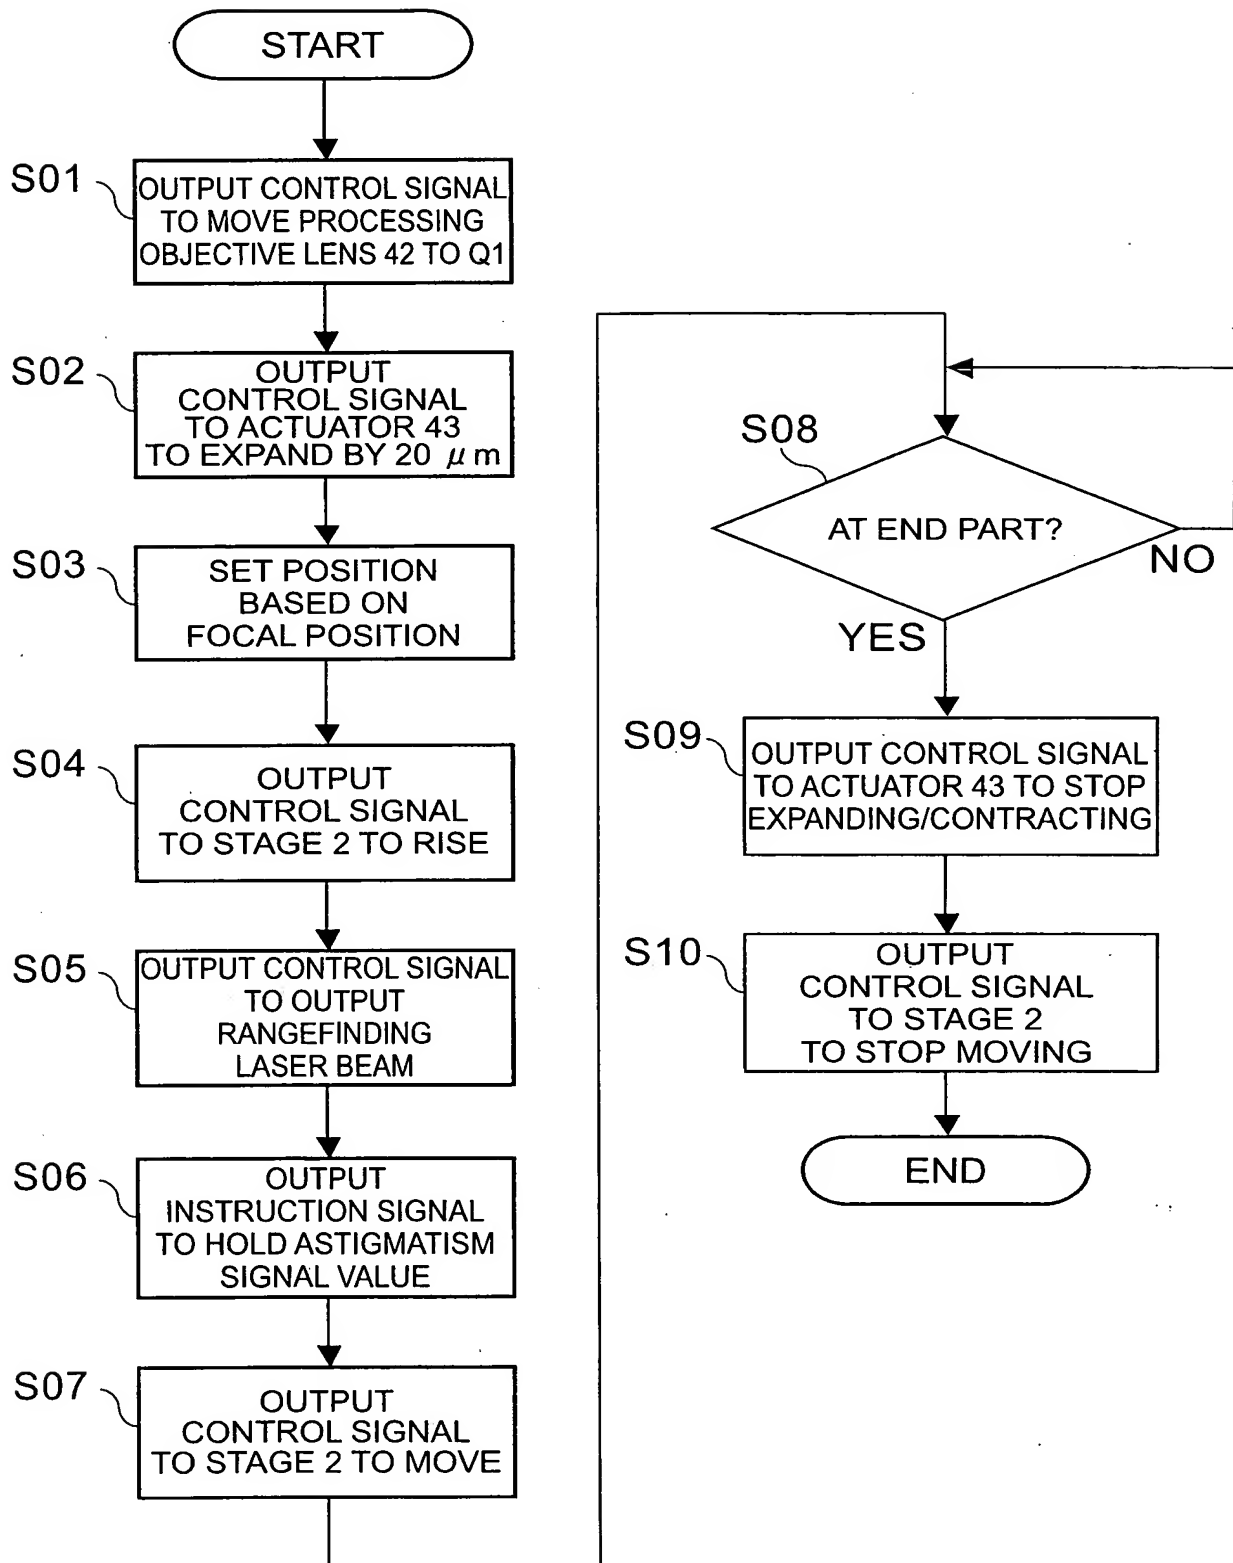 START
S01
OUTPUT CONTROL SIGNAL
TO MOVE PROCESSING
OBJECTIVE LENS 42 TO Q1
S02
OUTPUT
CONTROL SIGNAL
TO ACTUATOR 43
TO EXPAND BY 20 μm
S03
SET POSITION
BASED ON
FOCAL POSITION
S04
OUTPUT
CONTROL SIGNAL
TO STAGE 2 TO RISE
S05
OUTPUT CONTROL SIGNAL
TO OUTPUT
RANGEFINDING
LASER BEAM
S06
OUTPUT
INSTRUCTION SIGNAL
TO HOLD ASTIGMATISM
SIGNAL VALUE
S07
OUTPUT
CONTROL SIGNAL
TO STAGE 2 TO MOVE
S08
AT END PART?
NO
YES
S09
OUTPUT CONTROL SIGNAL
TO ACTUATOR 43 TO STOP
EXPANDING/CONTRACTING
S10
OUTPUT
CONTROL SIGNAL
TO STAGE 2
TO STOP MOVING
END